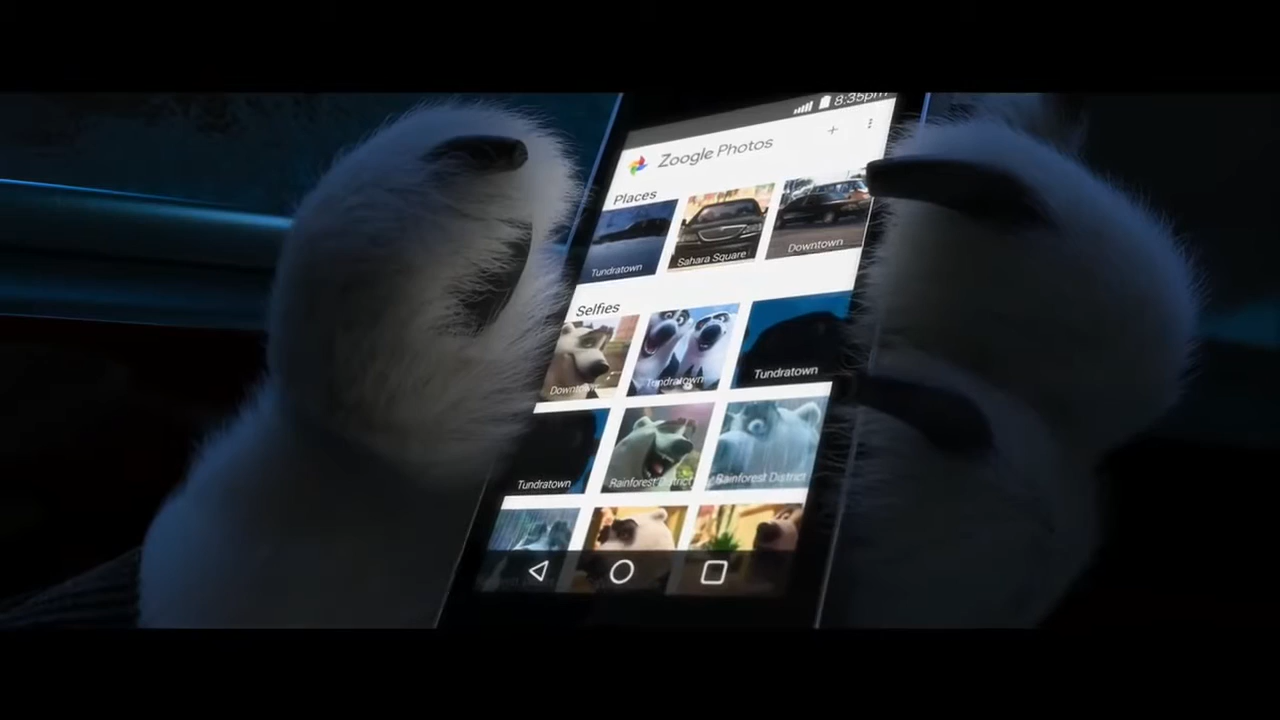 8:35pm
Zoogle Photos
Places
Tundratown
Sahara Square
Downtown
Selfies
Downtown
Tundratown
Tundratown
Tundratown
Rainforest District
Rainforest District